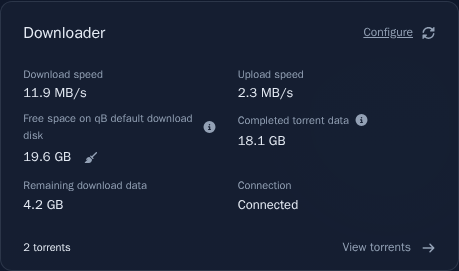 Downloader
Configure
Download speed
Upload speed
11.9 MB/s
2.3 MB/s
Free space on qB default download
disk
Completed torrent data
19.6 GB
18.1 GB
Remaining download data
Connection
4.2 GB
Connected
2 torrents
View torrents